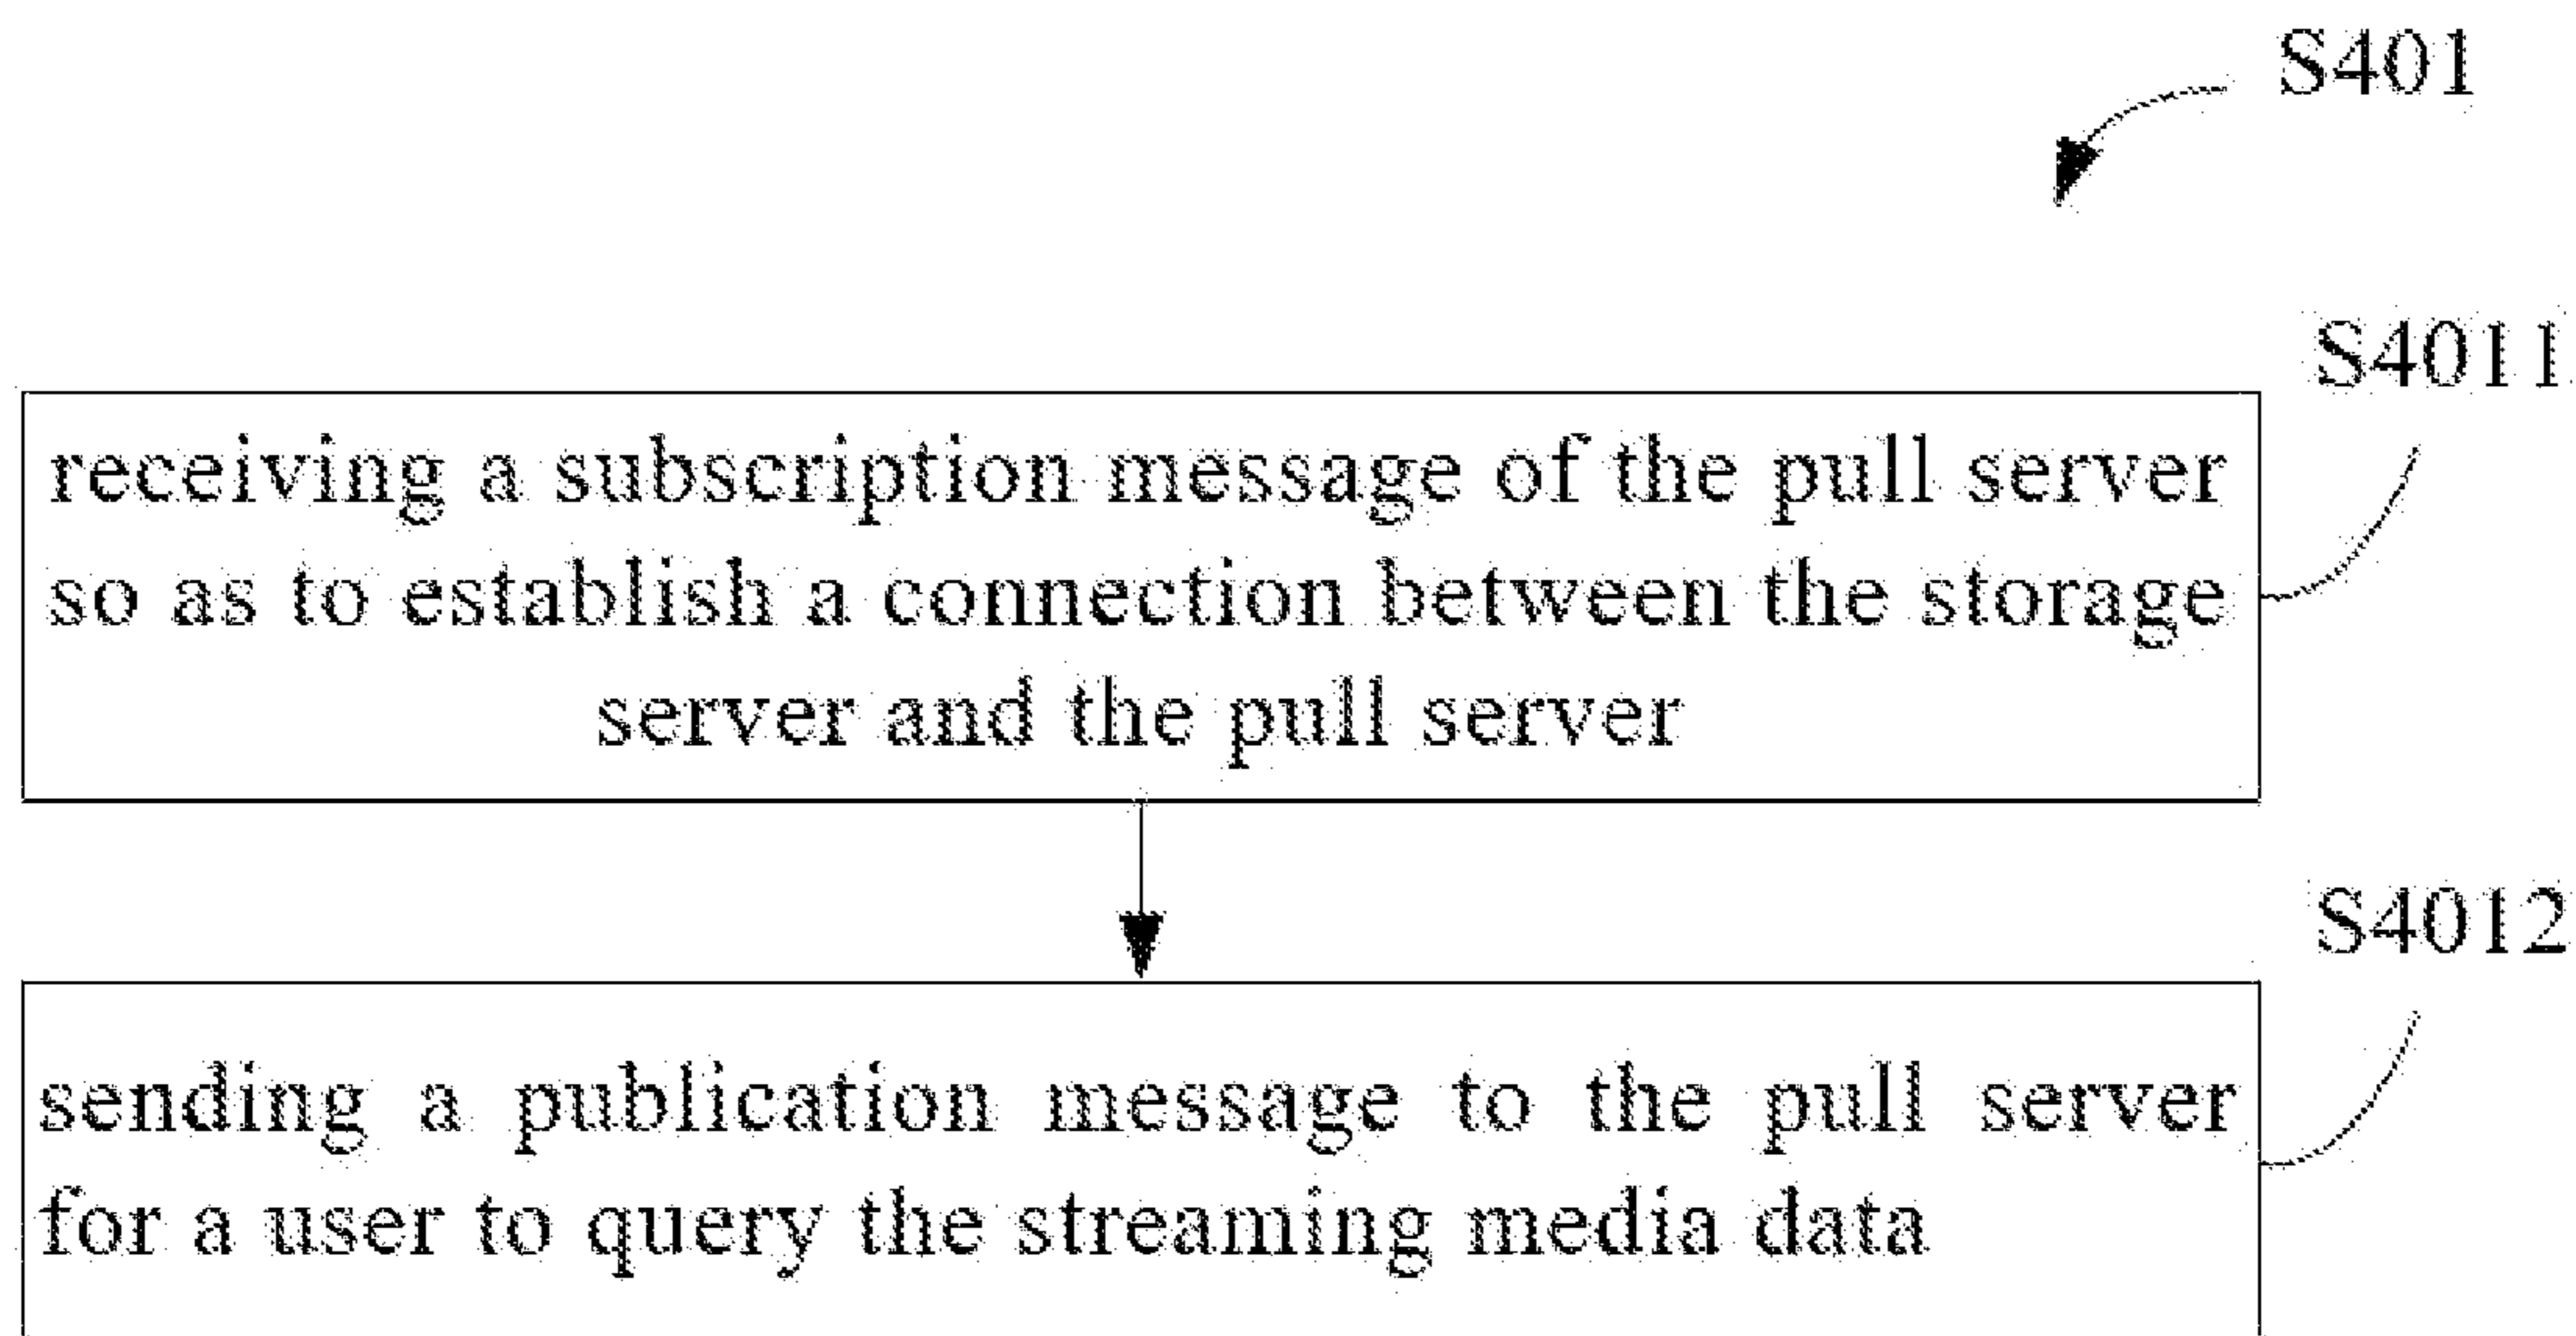 S401
S4011
receiving a subscription message of the pull server
so as to establish a connection between the storage
server and the pull server
S4012
sending a publication message to the pull server
for a user to query the streaming media data